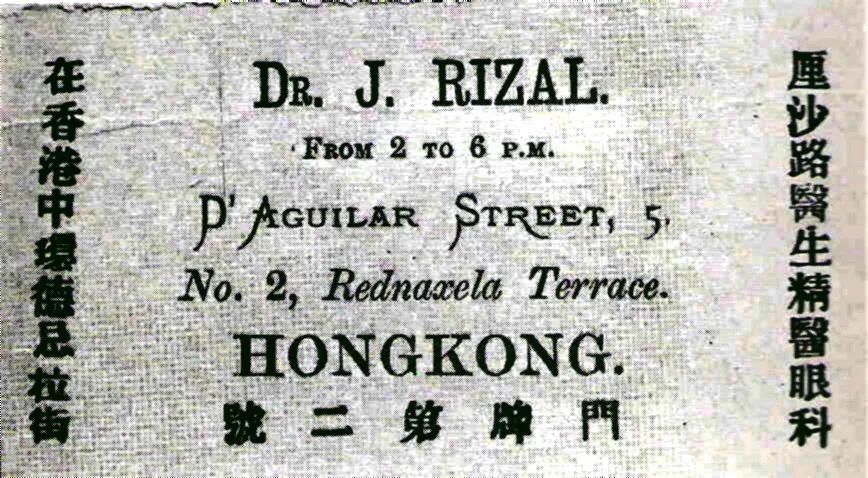 厘沙路醫生精醫眼科
DR. J. RIZAL.
FROM 2 TO 6 P.M.
D'AGUILAR STREET, 5,
No. 2, Rednaxela Terrace.
HONGKONG.
在香港中環德忌拉街
門牌第二號